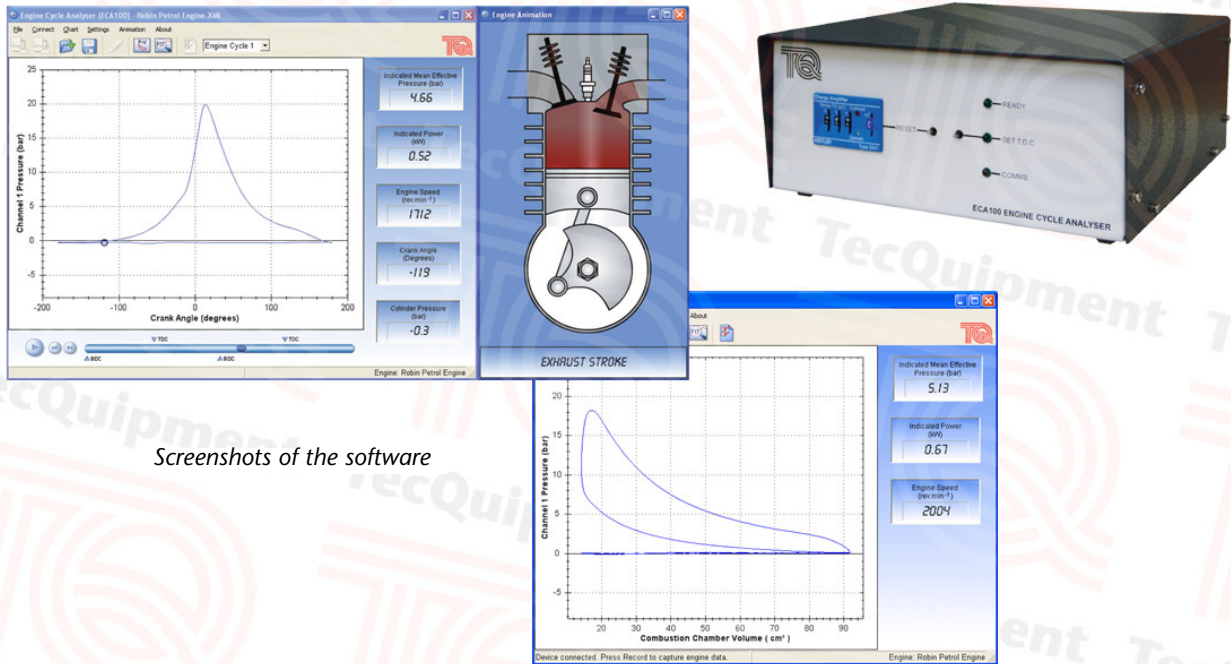 Engine Cycle Analyser (ECA100) - Robin Petrol Engine.XML
File Connect Chart Settings Animation About
Engine Cycle 1
TQ
25
20
15
10
5
0
-5
Channel 1 Pressure (bar)
-200 -100 0 100 200
Crank Angle (degrees)
Indicated Mean Effective
Pressure (bar)
4.66
Indicated Power
(kW)
0.52
Engine Speed
(rev.min⁻¹)
1712
Crank Angle
(Degrees)
-119
Cylinder Pressure
(bar)
-0.3
TDC TDC
BDC BDC
Engine: Robin Petrol Engine
Engine Animation
EXHAUST STROKE
TQ
Charge Amplifier
RESET
READY
SET T.D.C
COMMS
ECA100 ENGINE CYCLE ANALYSER
Screenshots of the software
About
TQ
20
15
10
5
0
-5
Channel 1 Pressure (bar)
20 30 40 50 60 70 80 90
Combustion Chamber Volume ( cm³ )
Indicated Mean Effective
Pressure (bar)
5.13
Indicated Power
(kW)
0.67
Engine Speed
(rev.min⁻¹)
2004
Device connected. Press Record to capture engine data.
Engine: Robin Petrol Engine
TecQuipment